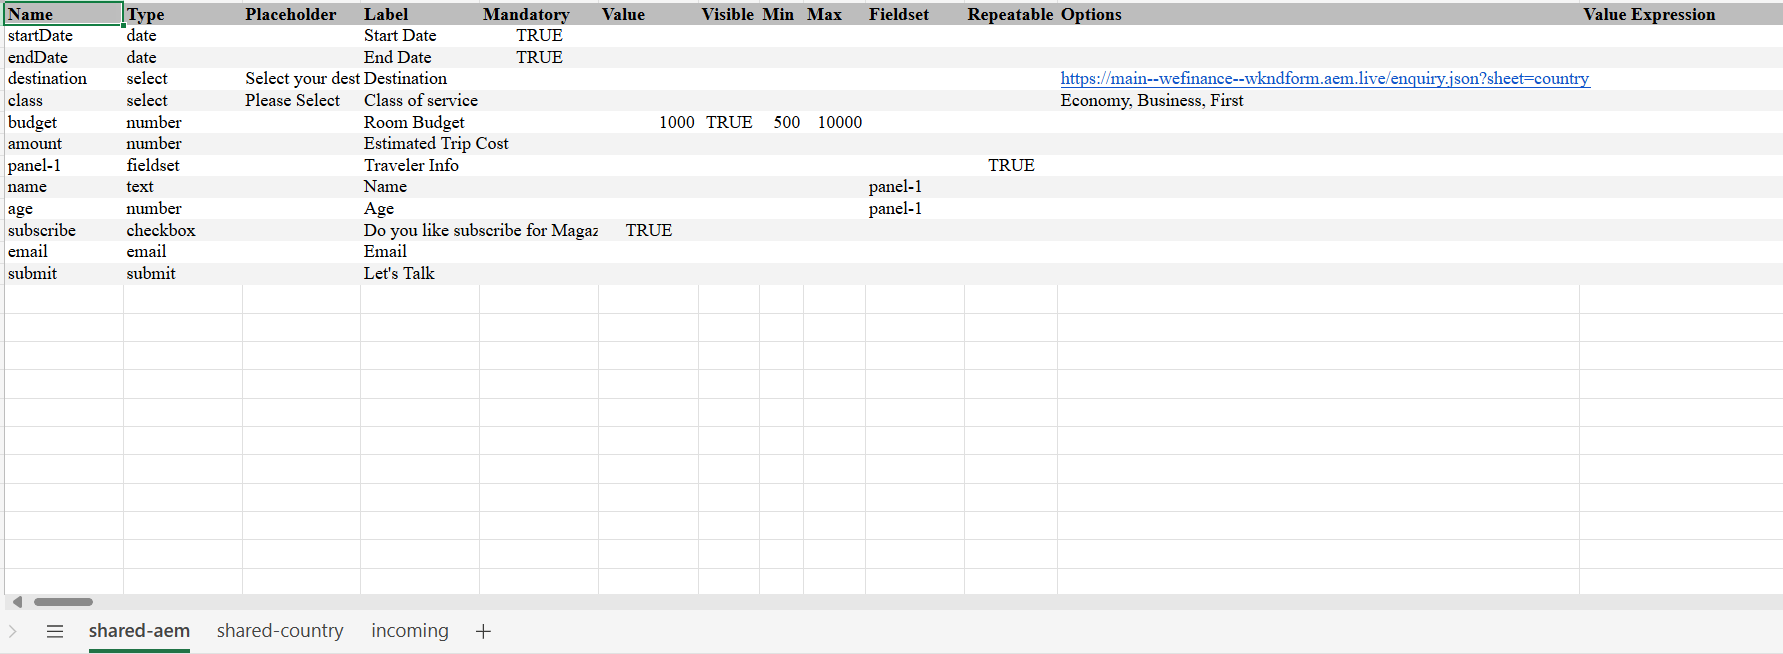 Name Type Placeholder Label Mandatory Value Visible Min Max Fieldset Repeatable Options Value Expression
startDate date Start Date TRUE
endDate date End Date TRUE
destination select Select your dest Destination https://main--wefinance--wkndform.aem.live/enquiry.json?sheet=country
class select Please Select Class of service Economy, Business, First
budget number Room Budget 1000 TRUE 500 10000
amount number Estimated Trip Cost
panel-1 fieldset Traveler Info TRUE
name text Name panel-1
age number Age panel-1
subscribe checkbox Do you like subscribe for Magaz TRUE
email email Email
submit submit Let's Talk
shared-aem shared-country incoming